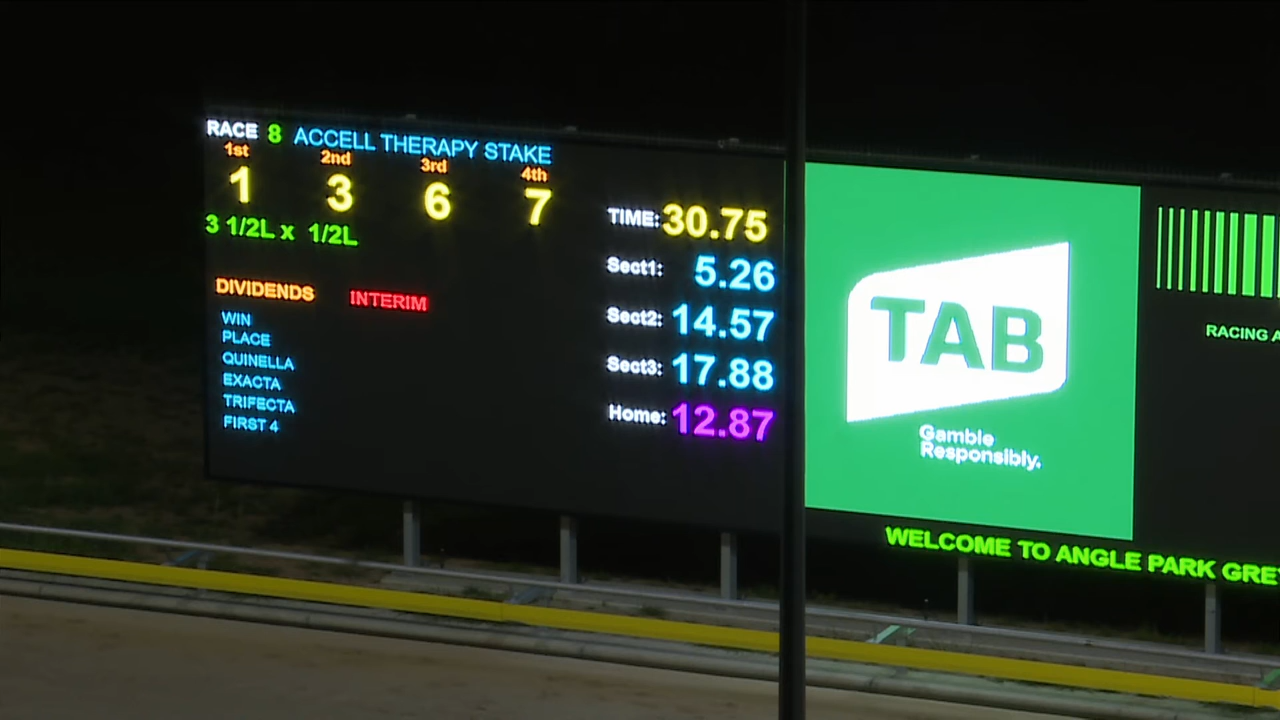 RACE 8 ACCELL THERAPY STAKE
1st 2nd 3rd 4th
1 3 6 7
3 1/2L x 1/2L
TIME: 30.75
Sect1: 5.26
Sect2: 14.57
Sect3: 17.88
Home: 12.87
DIVIDENDS INTERIM
WIN
PLACE
QUINELLA
EXACTA
TRIFECTA
FIRST 4
TAB
Gamble
Responsibly.
RACING A
WELCOME TO ANGLE PARK GRE